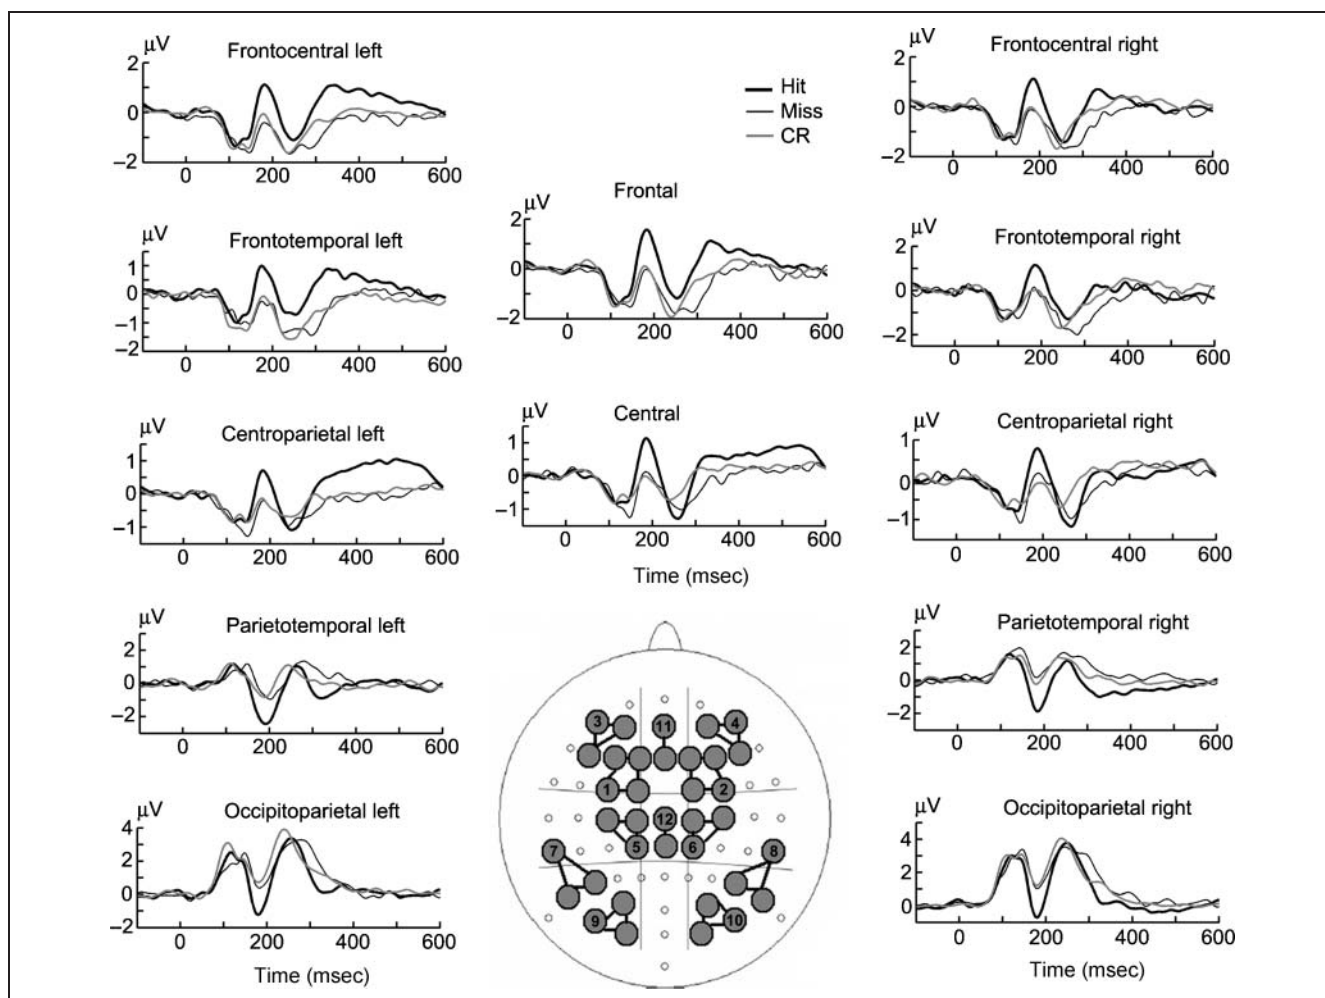 μV
Frontocentral left
2
0
–2
0 200 400 600
Hit
Miss
CR
μV
Frontocentral right
2
0
–2
0 200 400 600
μV
Frontotemporal left
1
0
–1
–2
0 200 400 600
μV
Frontal
2
0
–2
0 200 400 600
μV
Frontotemporal right
2
0
–2
0 200 400 600
μV
Centroparietal left
1
0
–1
0 200 400 600
μV
Central
1
0
–1
0 200 400 600
Time (msec)
μV
Centroparietal right
1
0
–1
0 200 400 600
μV
Parietotemporal left
2
0
–2
0 200 400 600
μV
Parietotemporal right
2
0
–2
0 200 400 600
μV
Occipitoparietal left
4
2
0
–2
0 200 400 600
Time (msec)
3 11 4
1 2
12
5 6
7 8
9 10
μV
Occipitoparietal right
4
2
0
0 200 400 600
Time (msec)